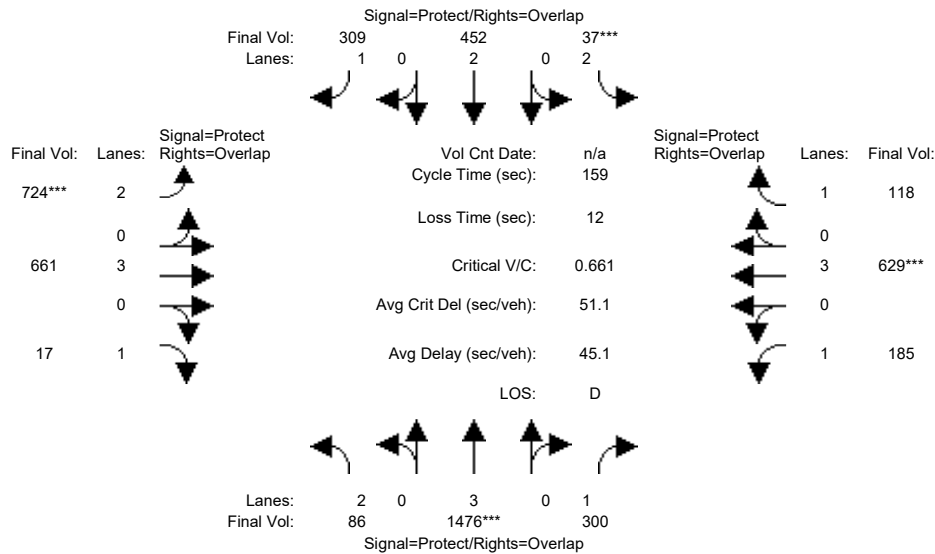 Signal=Protect/Rights=Overlap
Final Vol: 309 452 37***
Lanes: 1 0 2 0 2
Signal=Protect Signal=Protect
Final Vol: Lanes: Rights=Overlap Vol Cnt Date: n/a Rights=Overlap Lanes: Final Vol:
Cycle Time (sec): 159
724*** 2 1 118
Loss Time (sec): 12
0 0
661 3 Critical V/C: 0.661 3 629***
0 Avg Crit Del (sec/veh): 51.1 0
17 1 Avg Delay (sec/veh): 45.1 1 185
LOS: D
Lanes: 2 0 3 0 1
Final Vol: 86 1476*** 300
Signal=Protect/Rights=Overlap